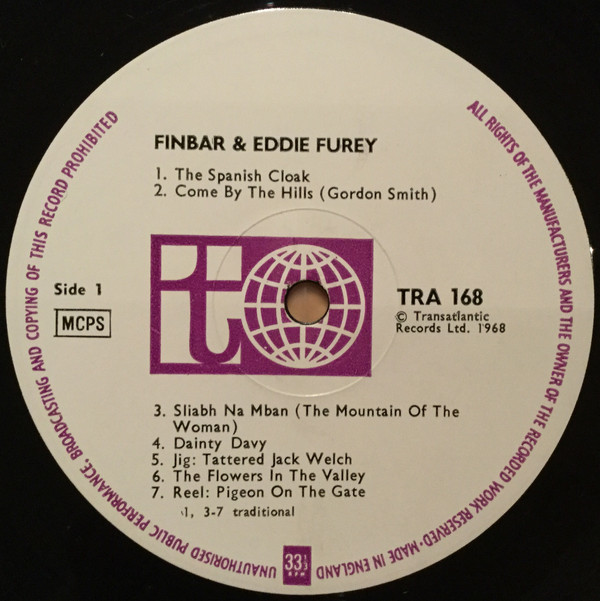 FINBAR & EDDIE FUREY
1. The Spanish Cloak
2. Come By The Hills (Gordon Smith)
Side 1
MCPS
it
TRA 168
© Transatlantic
Records Ltd. 1968
3. Sliabh Na Mban (The Mountain Of The
Woman)
4. Dainty Davy
5. Jig: Tattered Jack Welch
6. The Flowers In The Valley
7. Reel: Pigeon On The Gate
1, 3-7 traditional
33⅓
RPM
ALL RIGHTS OF THE MANUFACTURERS AND THE OWNER OF THE RECORDED WORK RESERVED·MADE IN ENGLAND
UNAUTHORISED PUBLIC PERFORMANCE, BROADCASTING AND COPYING OF THIS RECORD PROHIBITED